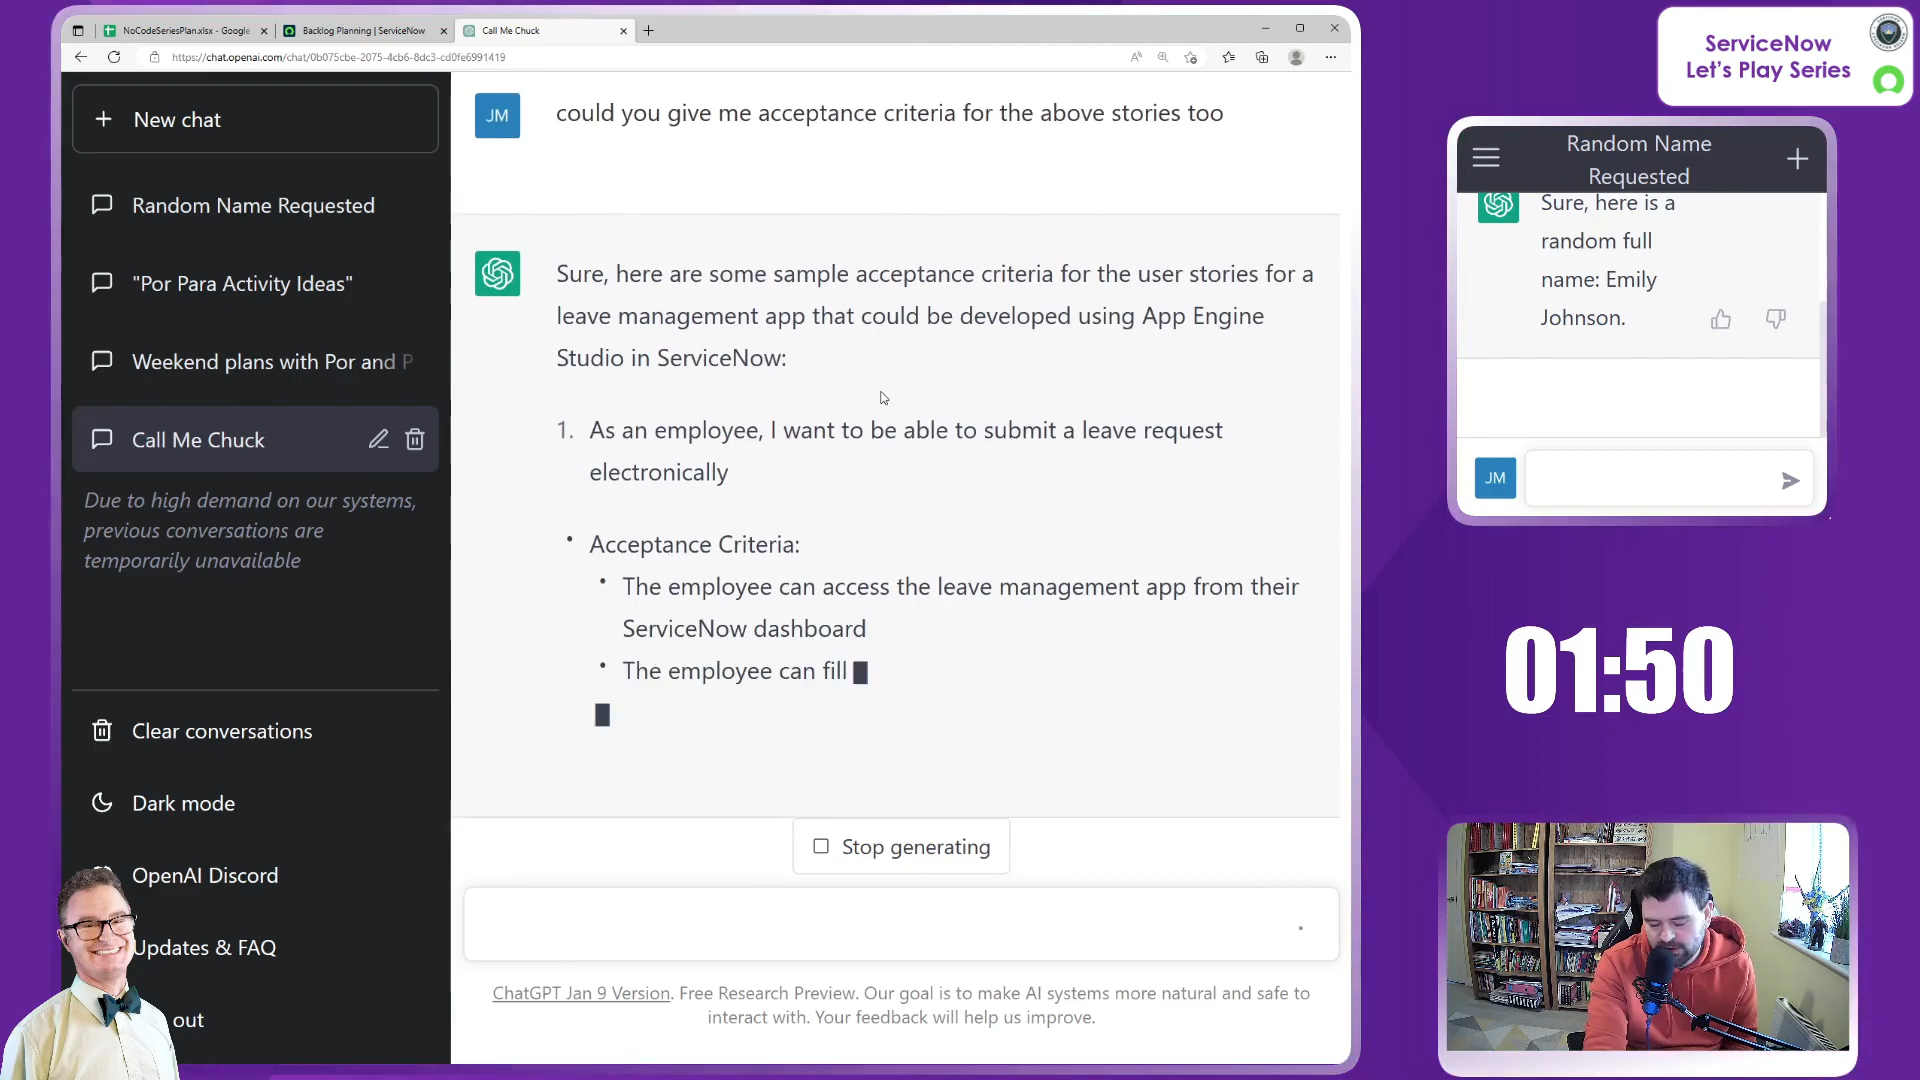 NoCodeSeriesPlan.xlsx - Google
Backlog Planning | ServiceNow
Call Me Chuck
https://chat.openai.com/chat/0b075cbe-2075-4cb6-8dc3-cd0fe6991419
New chat
Random Name Requested
"Por Para Activity Ideas"
Weekend plans with Por and P
Call Me Chuck
Due to high demand on our systems,
previous conversations are
temporarily unavailable
Clear conversations
Dark mode
OpenAI Discord
Updates & FAQ
out
JM
could you give me acceptance criteria for the above stories too
Sure, here are some sample acceptance criteria for the user stories for a
leave management app that could be developed using App Engine
Studio in ServiceNow:
1. As an employee, I want to be able to submit a leave request
electronically
• Acceptance Criteria:
• The employee can access the leave management app from their
ServiceNow dashboard
• The employee can fill
Stop generating
ChatGPT Jan 9 Version. Free Research Preview. Our goal is to make AI systems more natural and safe to
interact with. Your feedback will help us improve.
ServiceNow
Let's Play Series
Random Name
Requested
Sure, here is a
random full
name: Emily
Johnson.
JM
01:50